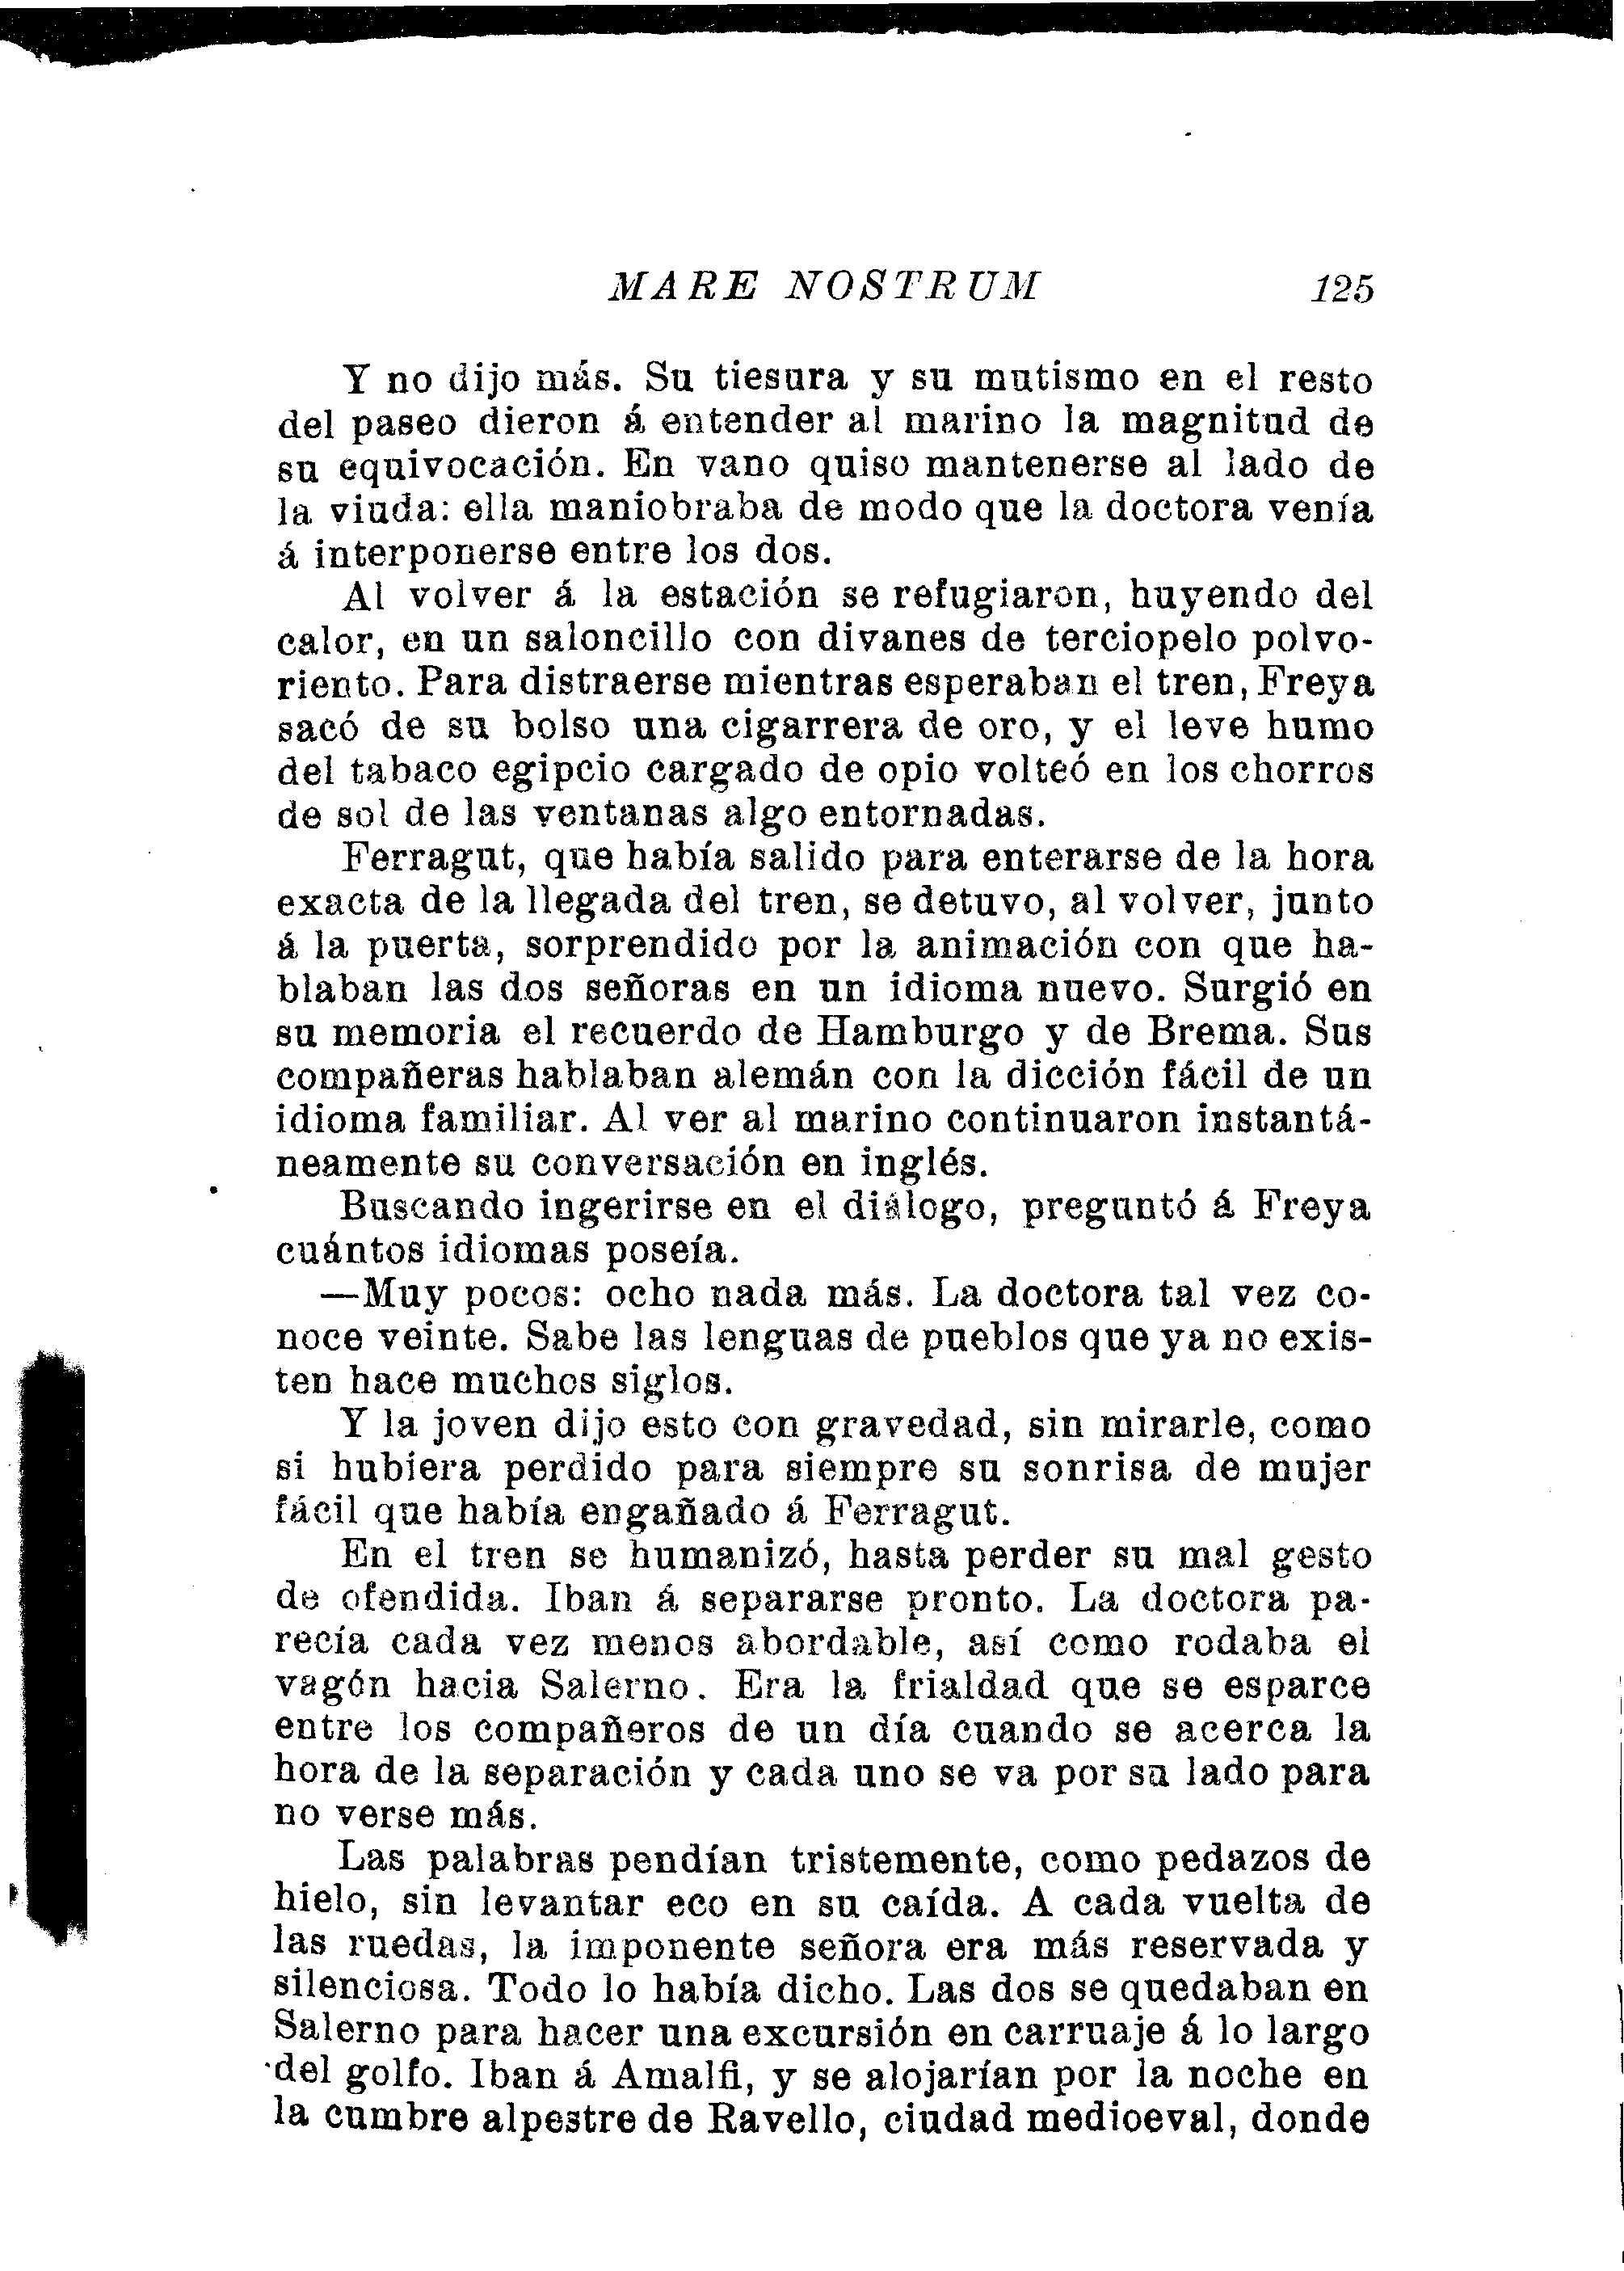 MARE NOSTRUM 125
Y no dijo más. Su tiesura y su mutismo en el resto
del paseo dieron á entender al marino la magnitud de
su equivocación. En vano quiso mantenerse al lado de
la viuda: ella maniobraba de modo que la doctora venía
á interponerse entre los dos.
Al volver á la estación se refugiaron, huyendo del
calor, en un saloncillo con divanes de terciopelo polvo-
riento. Para distraerse mientras esperaban el tren, Freya
sacó de su bolso una cigarrera de oro, y el leve humo
del tabaco egipcio cargado de opio volteó en los chorros
de sol de las ventanas algo entornadas.
Ferragut, que había salido para enterarse de la hora
exacta de la llegada del tren, se detuvo, al volver, junto
á la puerta, sorprendido por la animación con que ha-
blaban las dos señoras en un idioma nuevo. Surgió en
su memoria el recuerdo de Hamburgo y de Brema. Sus
compañeras hablaban alemán con la dicción fácil de un
idioma familiar. Al ver al marino continuaron instantá-
neamente su conversación en inglés.
Buscando ingerirse en el diálogo, preguntó á Freya
cuántos idiomas poseía.
—Muy pocos: ocho nada más. La doctora tal vez co-
noce veinte. Sabe las lenguas de pueblos que ya no exis-
ten hace muchos siglos.
Y la joven dijo esto con gravedad, sin mirarle, como
si hubiera perdido para siempre su sonrisa de mujer
fácil que había engañado á Ferragut.
En el tren se humanizó, hasta perder su mal gesto
de ofendida. Iban á separarse pronto. La doctora pa-
recía cada vez menos abordable, así como rodaba el
vagón hacia Salerno. Era la frialdad que se esparce
entre los compañeros de un día cuando se acerca la
hora de la separación y cada uno se va por su lado para
no verse más.
Las palabras pendían tristemente, como pedazos de
hielo, sin levantar eco en su caída. A cada vuelta de
las ruedas, la imponente señora era más reservada y
silenciosa. Todo lo había dicho. Las dos se quedaban en
Salerno para hacer una excursión en carruaje á lo largo
del golfo. Iban á Amalfi, y se alojarían por la noche en
la cumbre alpestre de Ravello, ciudad medioeval, donde